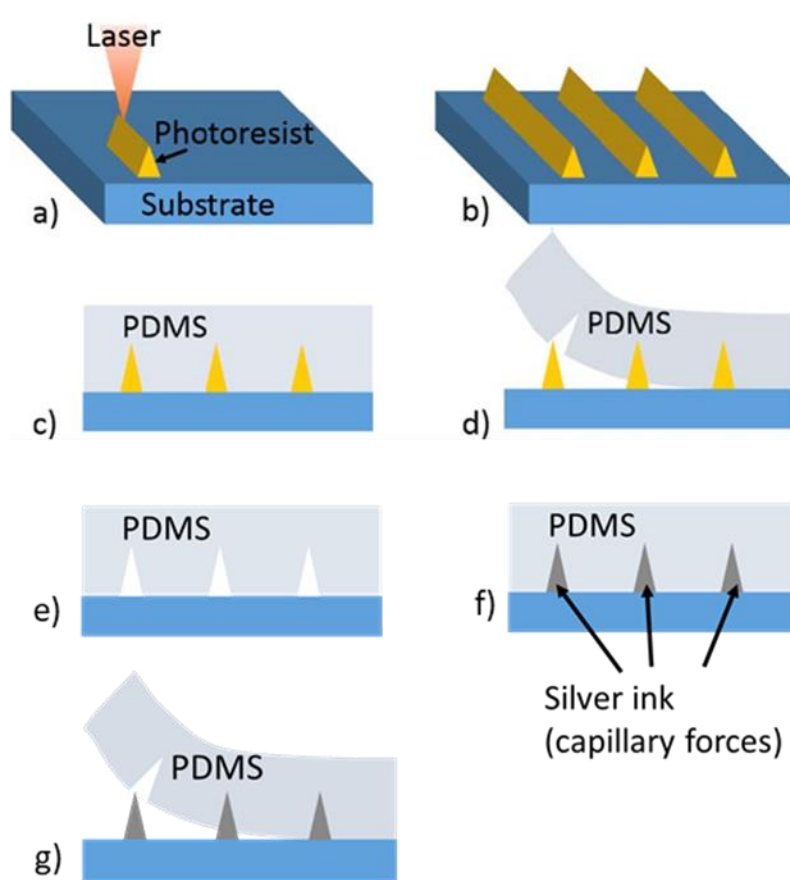 Laser
Photoresist
Substrate
a)
b)
PDMS
c)
PDMS
d)
PDMS
e)
PDMS
f)
Silver ink
(capillary forces)
PDMS
g)